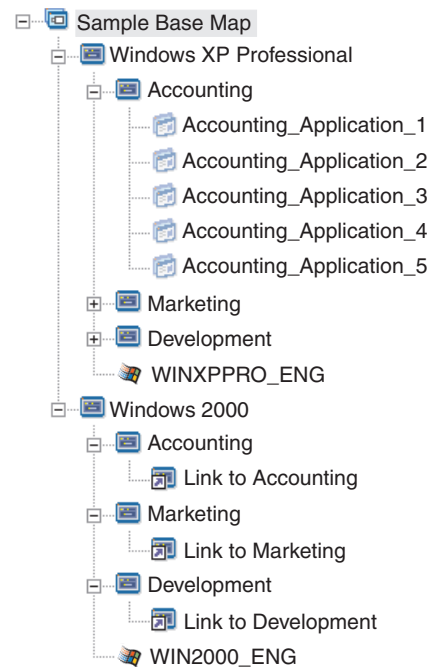 Sample Base Map
Windows XP Professional
Accounting
Accounting_Application_1
Accounting_Application_2
Accounting_Application_3
Accounting_Application_4
Accounting_Application_5
Marketing
Development
WINXPPRO_ENG
Windows 2000
Accounting
Link to Accounting
Marketing
Link to Marketing
Development
Link to Development
WIN2000_ENG